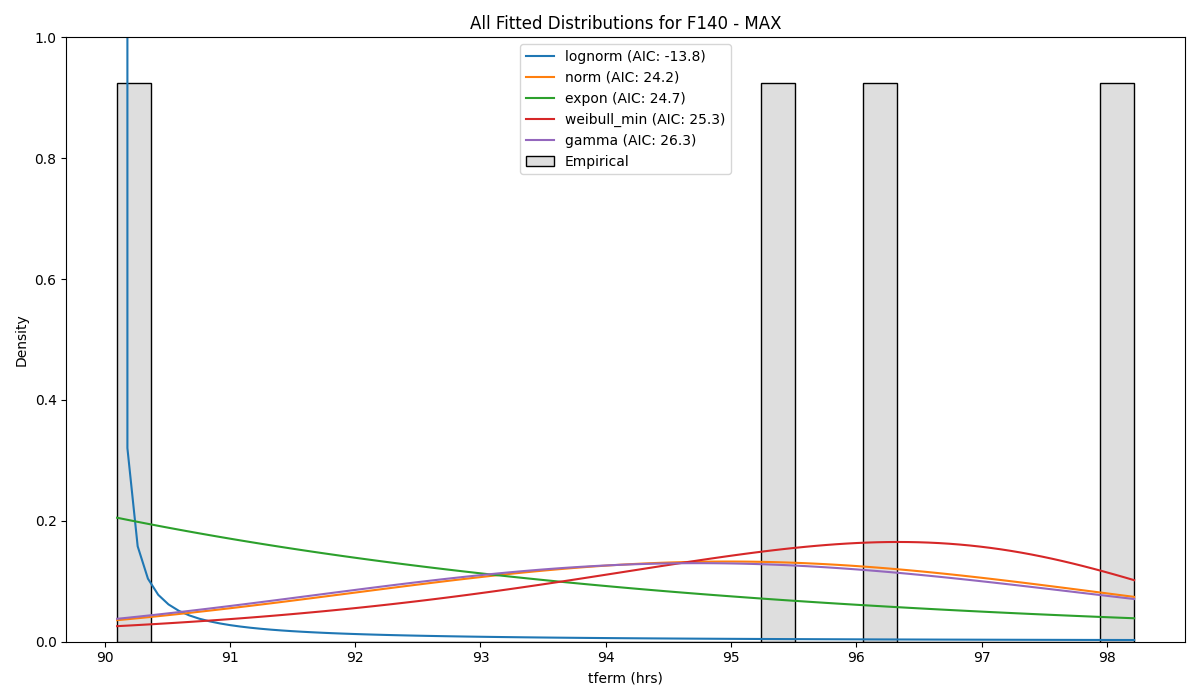 All Fitted Distributions for F140 - MAX
lognorm (AIC: -13.8)
norm (AIC: 24.2)
expon (AIC: 24.7)
weibull_min (AIC: 25.3)
gamma (AIC: 26.3)
Empirical
Density
1.0
0.8
0.6
0.4
0.2
0.0
90 91 92 93 94 95 96 97 98
tferm (hrs)